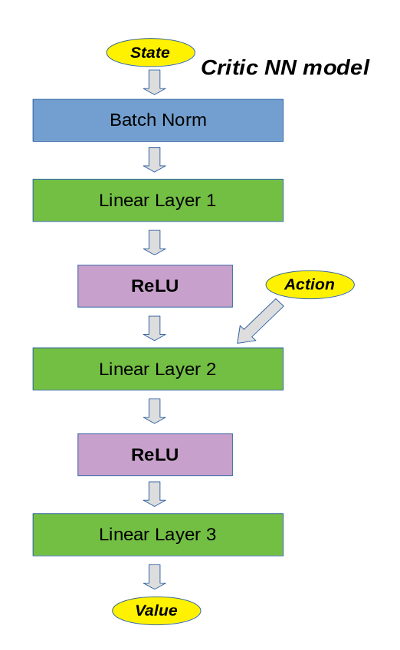 State
Critic NN model
Batch Norm
Linear Layer 1
ReLU
Action
Linear Layer 2
ReLU
Linear Layer 3
Value